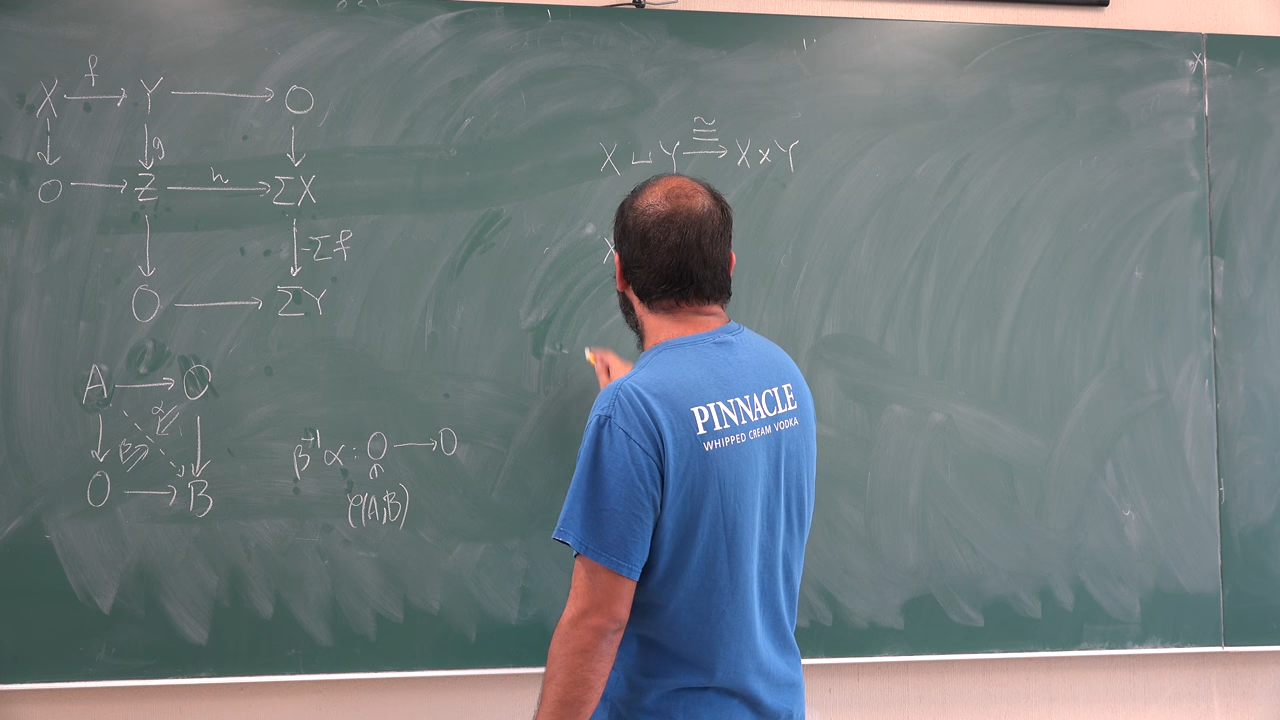 X f→ Y → 0
↓ ↓g ↓
0 → Z h→ ΣX
↓ ↓-Σf
0 → ΣY
A → 0
↓ α ↓
β
0 → B
β⁻¹α: 0 → 0
∩
C(A,B)
X ⊔ Y ≅→ X × Y
X
X
PINNACLE
WHIPPED CREAM VODKA